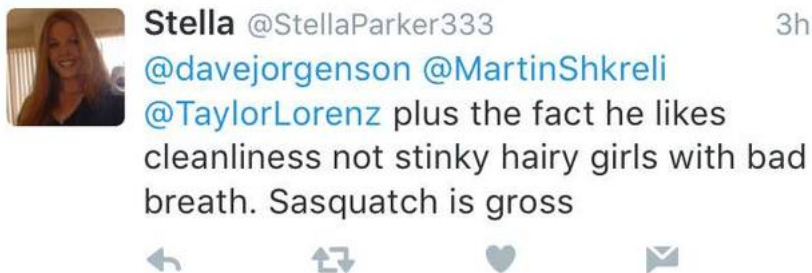 Stella @StellaParker333 3h
@davejorgenson @MartinShkreli
@TaylorLorenz plus the fact he likes
cleanliness not stinky hairy girls with bad
breath. Sasquatch is gross